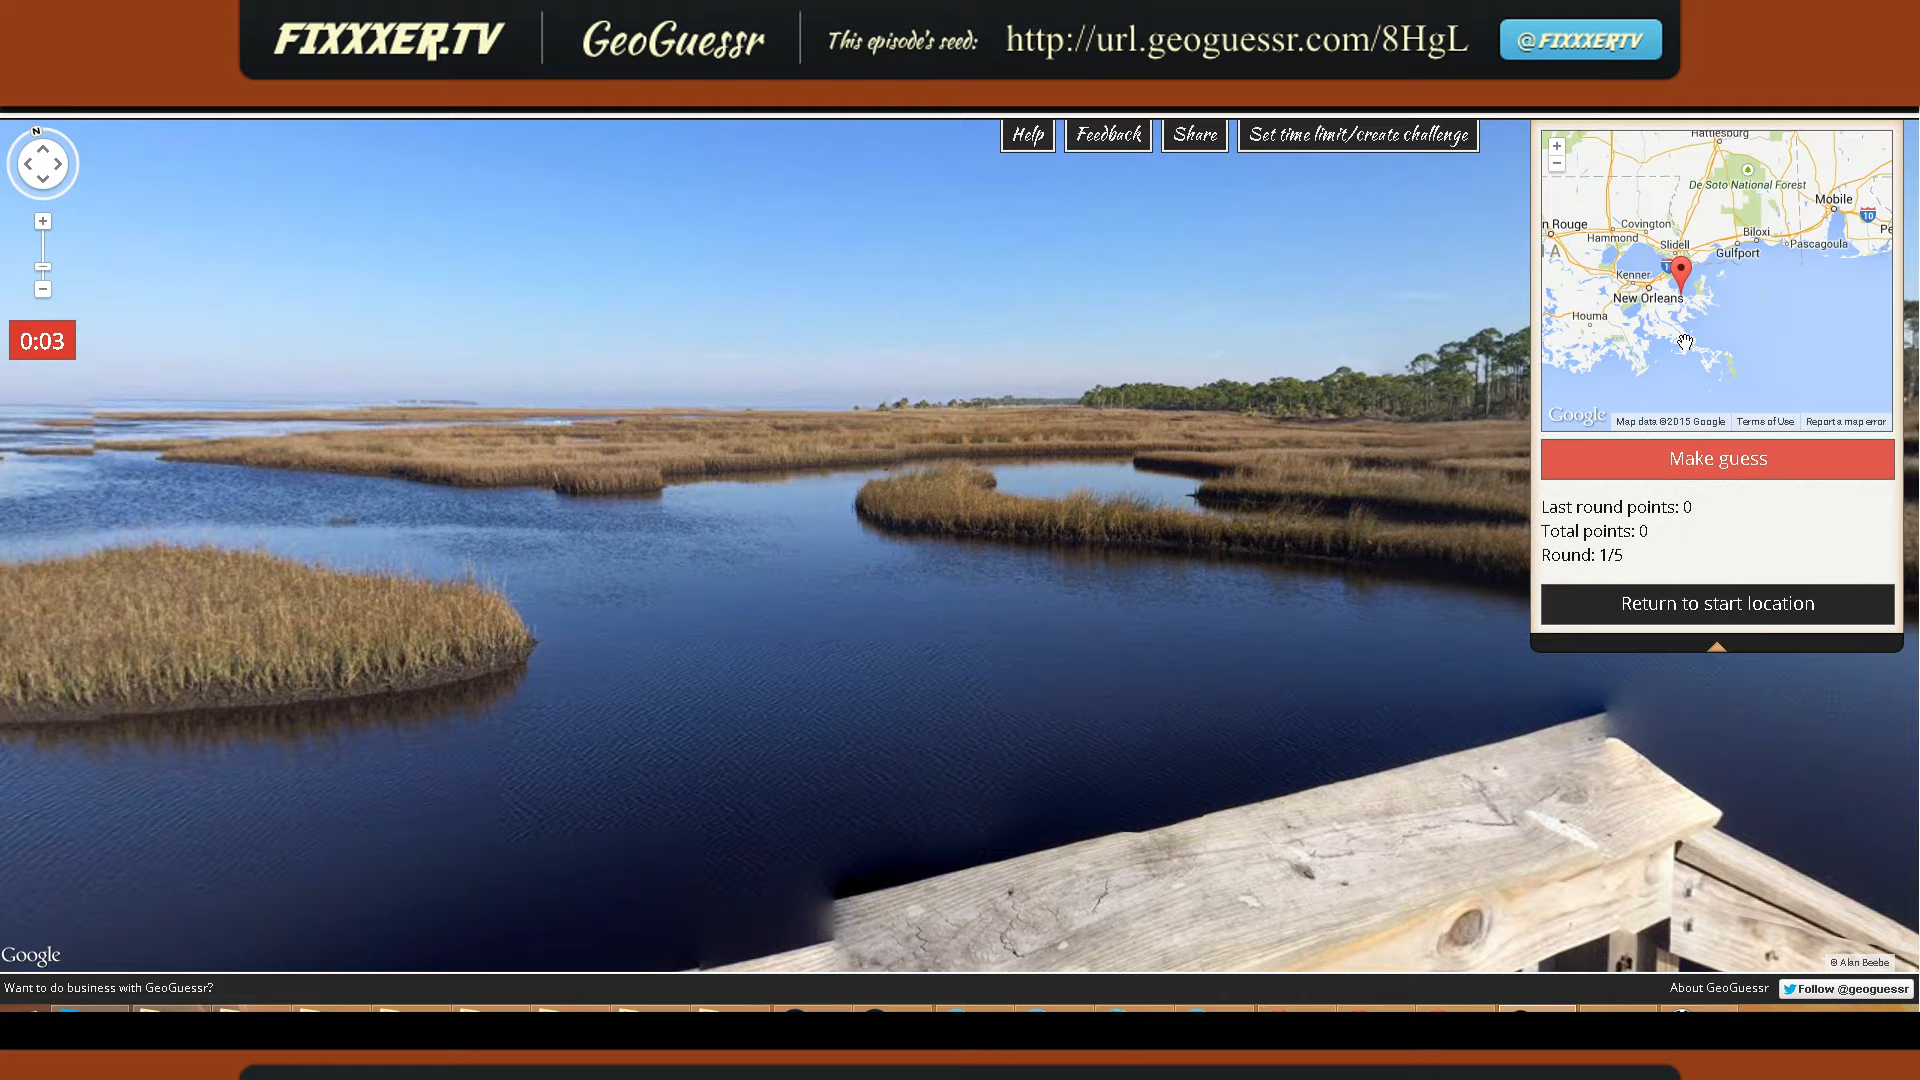 FIXXXER.TV
GeoGuessr
This episode's seed:
http://url.geoguessr.com/8HgL
@FIXXXERTV
N
Help
Feedback
Share
Set time limit/create challenge
0:03
Hattiesburg
De Soto National Forest
Mobile
10
n Rouge
Covington
Hammond
Slidell
Biloxi
Gulfport
Pascagoula
Pe
IA
Kenner
New Orleans
Houma
Google
Map data ©2015 Google
Terms of Use
Report a map error
Make guess
Last round points: 0
Total points: 0
Round: 1/5
Return to start location
Google
© Alan Beebe
Want to do business with GeoGuessr?
About GeoGuessr
Follow @geoguessr